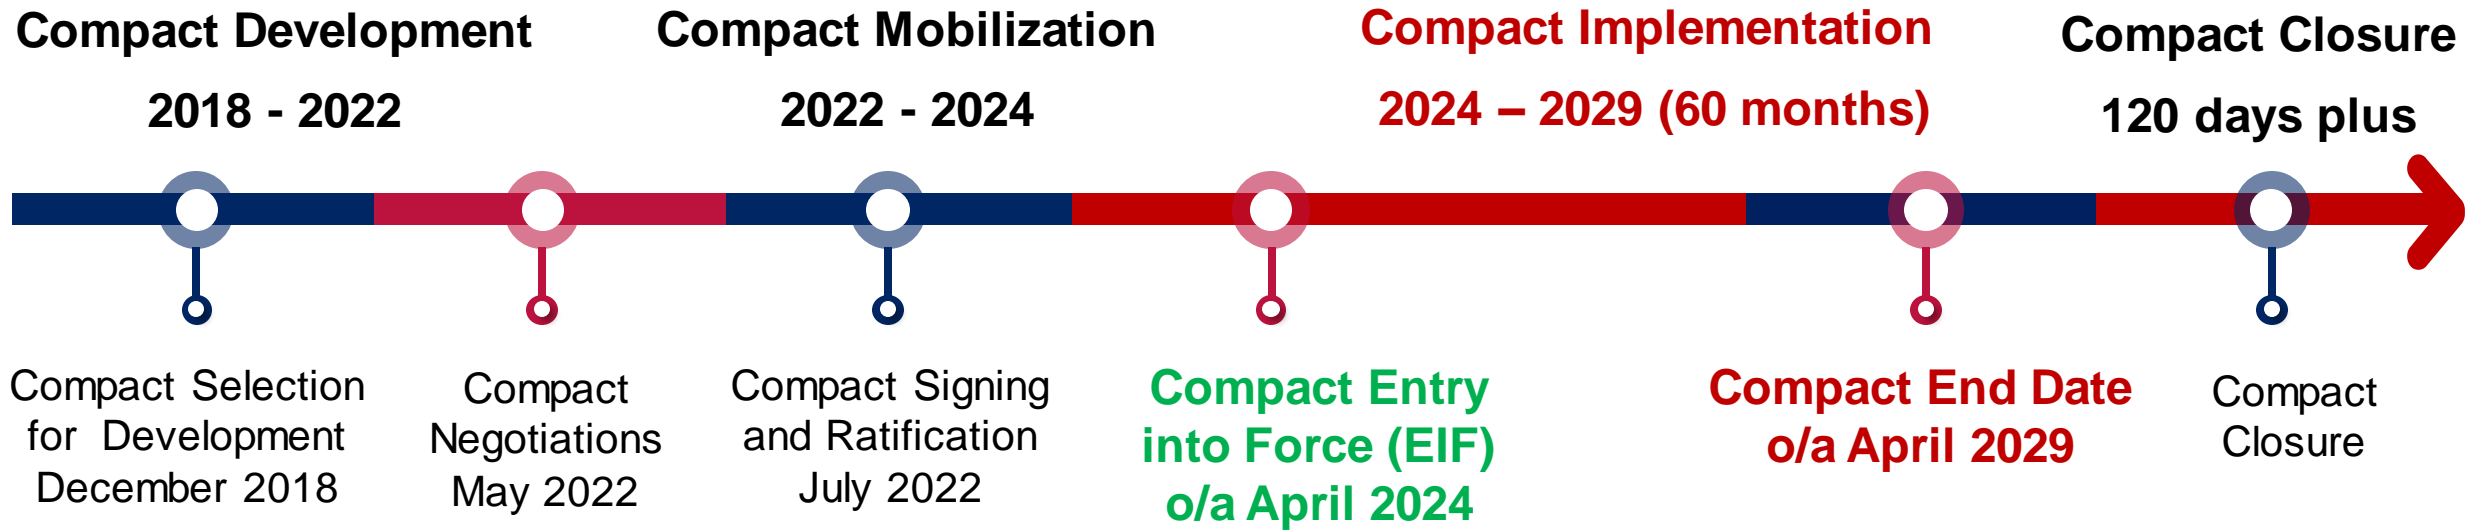 Compact Development
2018 - 2022
Compact Mobilization
2022 - 2024
Compact Implementation
2024 – 2029 (60 months)
Compact Closure
120 days plus
Compact Selection
for Development
December 2018
Compact
Negotiations
May 2022
Compact Signing
and Ratification
July 2022
Compact Entry
into Force (EIF)
o/a April 2024
Compact End Date
o/a April 2029
Compact
Closure